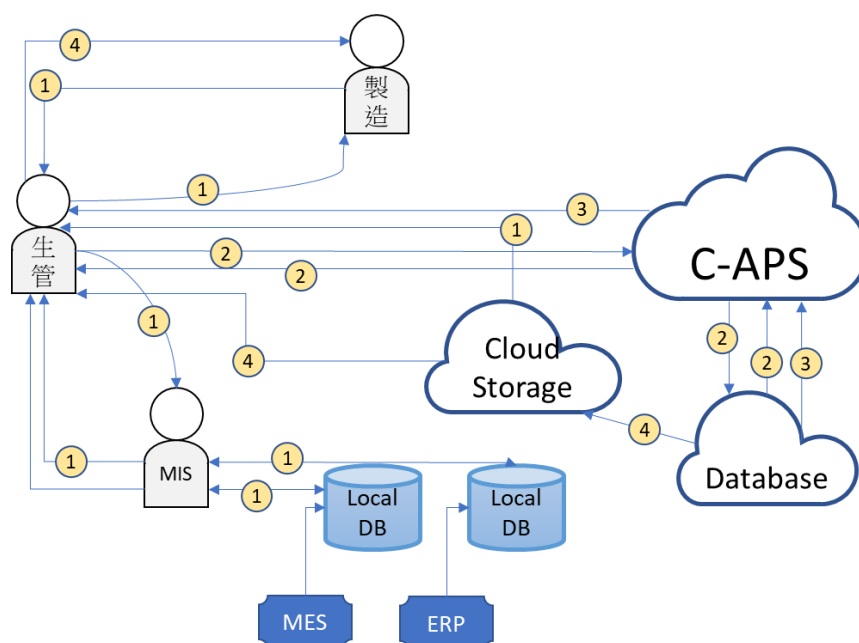 4
製
造
1
1
3
1
生
管
2
2
C-APS
1
4
Cloud
Storage
2
2
3
4
Database
MIS
1
1
1
Local
DB
Local
DB
MES
ERP